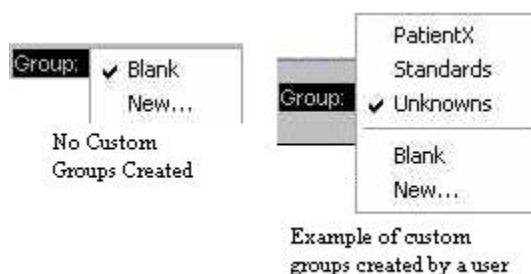 Group:
Blank
New...
No Custom
Groups Created
PatientX
Standards
Group:
Unknowns
Blank
New...
Example of custom
groups created by a user